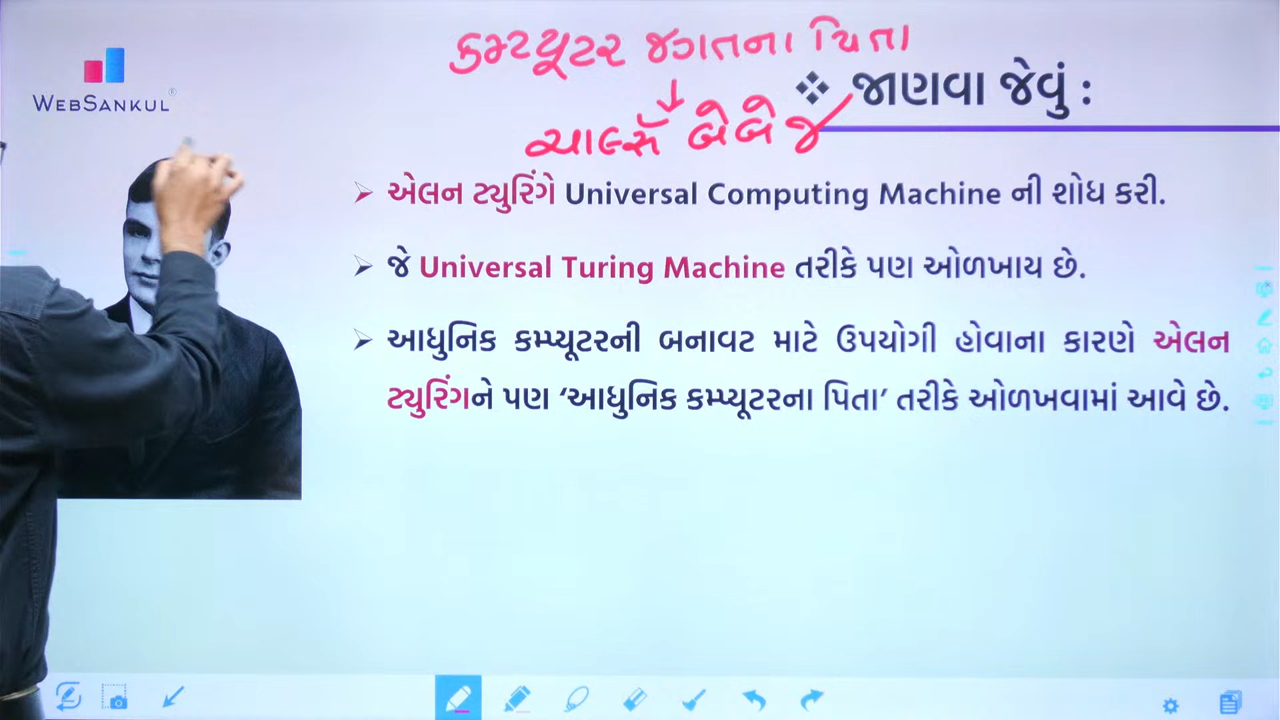 કમ્પ્યૂટર જગતના પિતા
↓
ચાર્લ્સ બેબેજ
WEBSANKUL®
❖ જાણવા જેવું :
➢ એલન ટ્યુરિંગે Universal Computing Machine ની શોધ કરી.
➢ જે Universal Turing Machine તરીકે પણ ઓળખાય છે.
➢ આધુનિક કમ્પ્યૂટરની બનાવટ માટે ઉપયોગી હોવાના કારણે એલન
ટ્યુરિંગને પણ ‘આધુનિક કમ્પ્યૂટરના પિતા’ તરીકે ઓળખવામાં આવે છે.